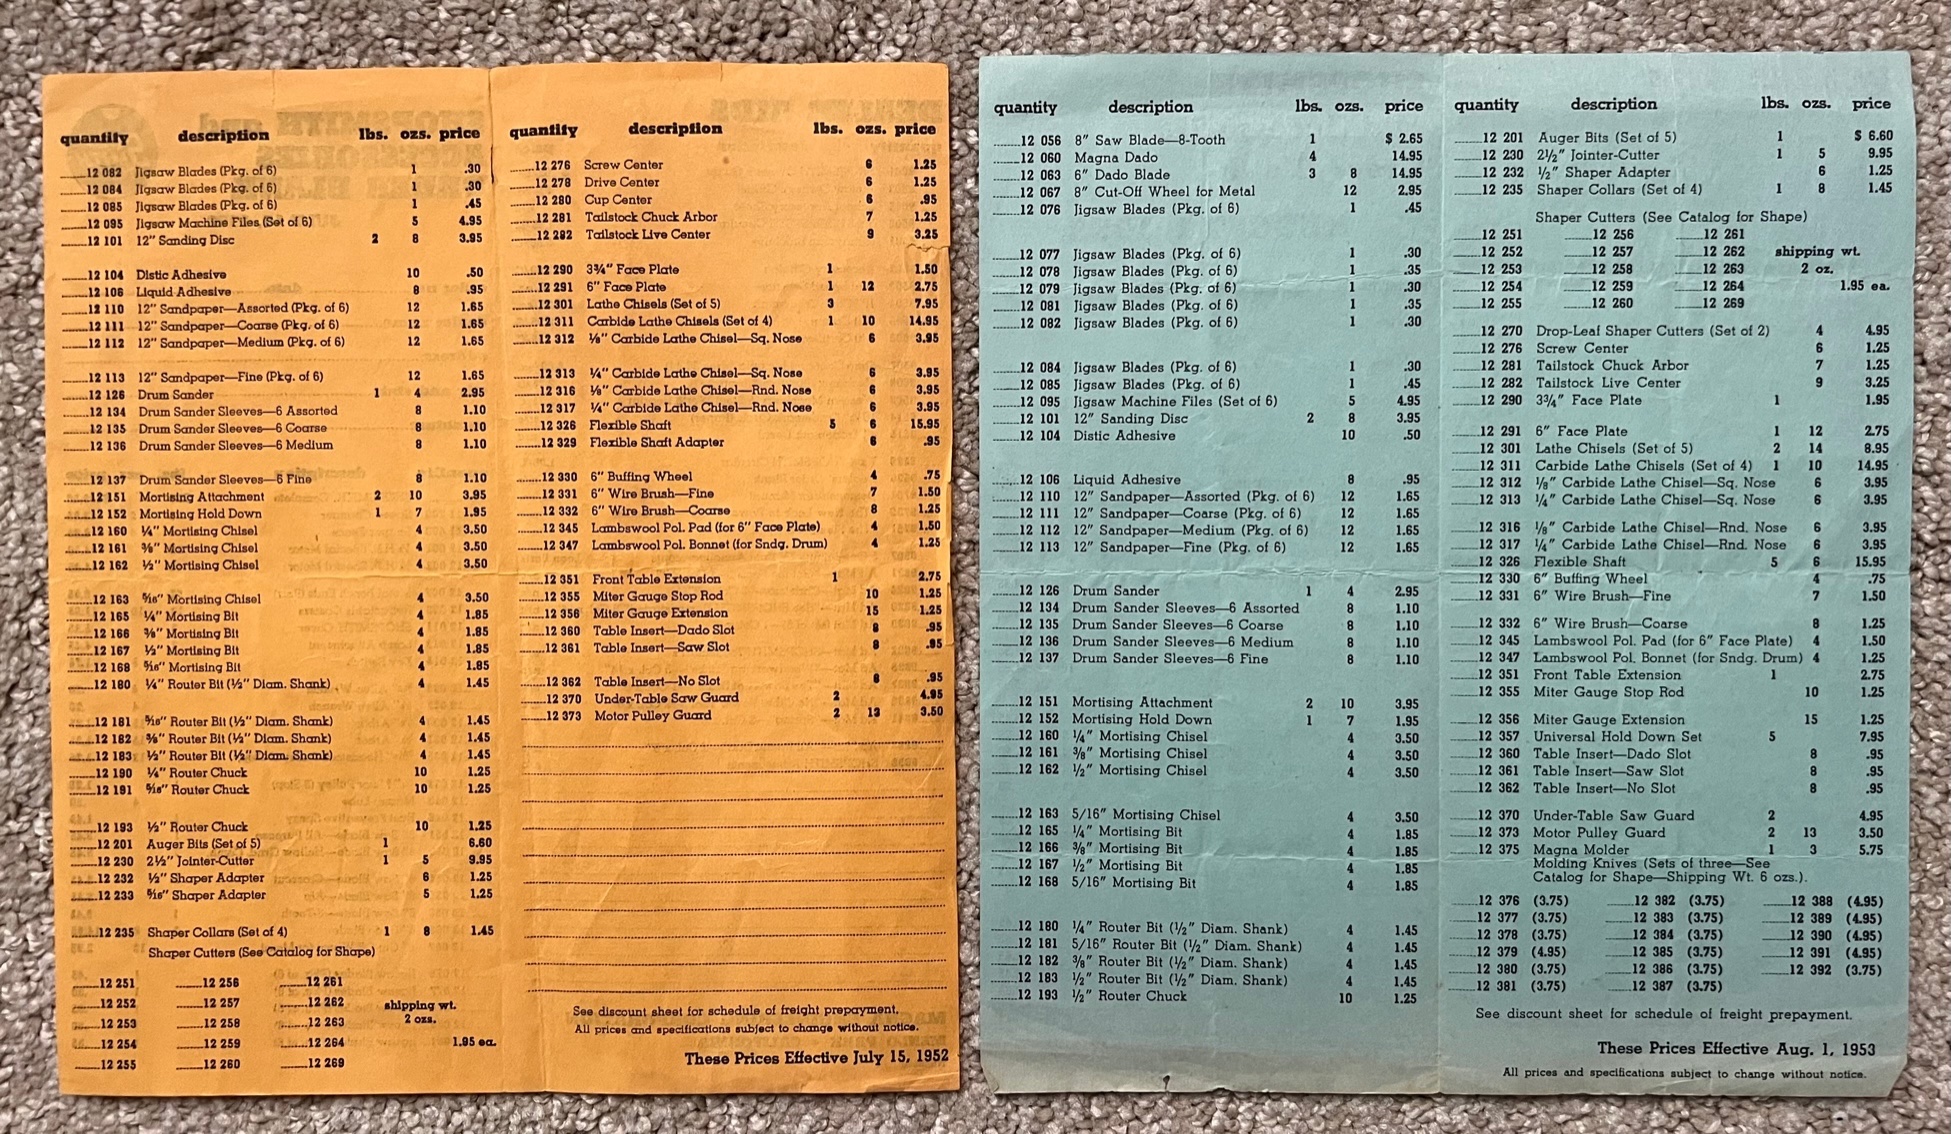 quantity description lbs. ozs. price
12 082 Jigsaw Blades (Pkg. of 6) 1 .30
12 084 Jigsaw Blades (Pkg. of 6) 1 .30
12 085 Jigsaw Blades (Pkg. of 6) 1 .45
12 095 Jigsaw Machine Files (Set of 6) 5 4.95
12 101 12″ Sanding Disc 2 8 3.95
12 104 Distic Adhesive 10 .50
12 106 Liquid Adhesive 8 .95
12 110 12″ Sandpaper—Assorted (Pkg. of 6) 12 1.65
12 111 12″ Sandpaper—Coarse (Pkg. of 6) 12 1.65
12 112 12″ Sandpaper—Medium (Pkg. of 6) 12 1.65
12 113 12″ Sandpaper—Fine (Pkg. of 6) 12 1.65
12 126 Drum Sander 1 4 2.95
12 134 Drum Sander Sleeves—6 Assorted 8 1.10
12 135 Drum Sander Sleeves—6 Coarse 8 1.10
12 136 Drum Sander Sleeves—6 Medium 8 1.10
12 137 Drum Sander Sleeves—6 Fine 8 1.10
12 151 Mortising Attachment 2 10 3.95
12 152 Mortising Hold Down 1 7 1.95
12 160 ¼″ Mortising Chisel 4 3.50
12 161 ⅜″ Mortising Chisel 4 3.50
12 162 ½″ Mortising Chisel 4 3.50
12 163 5/16″ Mortising Chisel 4 3.50
12 165 ¼″ Mortising Bit 4 1.85
12 166 ⅜″ Mortising Bit 4 1.85
12 167 ½″ Mortising Bit 4 1.85
12 168 5/16″ Mortising Bit 4 1.85
12 180 ¼″ Router Bit (½″ Diam. Shank) 4 1.45
12 181 5/16″ Router Bit (½″ Diam. Shank) 4 1.45
12 182 ⅜″ Router Bit (½″ Diam. Shank) 4 1.45
12 183 ½″ Router Bit (½″ Diam. Shank) 4 1.45
12 190 ¼″ Router Chuck 10 1.25
12 191 5/16″ Router Chuck 10 1.25
12 193 ½″ Router Chuck 10 1.25
12 201 Auger Bits (Set of 5) 1 6.60
12 230 2½″ Jointer-Cutter 1 5 9.95
12 232 ½″ Shaper Adapter 6 1.25
12 233 5/16″ Shaper Adapter 5 1.25
12 235 Shaper Collars (Set of 4) 1 8 1.45
Shaper Cutters (See Catalog for Shape)
12 251 12 256 12 261
12 252 12 257 12 262 shipping wt.
12 253 12 258 12 263 2 ozs.
12 254 12 259 12 264 1.95 ea.
12 255 12 260 12 269
quantity description lbs. ozs. price
12 276 Screw Center 6 1.25
12 278 Drive Center 6 1.25
12 280 Cup Center 6 .95
12 281 Tailstock Chuck Arbor 7 1.25
12 282 Tailstock Live Center 9 3.25
12 290 3¾″ Face Plate 1 1.50
12 291 6″ Face Plate 1 12 2.75
12 301 Lathe Chisels (Set of 5) 3 7.95
12 311 Carbide Lathe Chisels (Set of 4) 1 10 14.95
12 312 ⅛″ Carbide Lathe Chisel—Sq. Nose 6 3.95
12 313 ¼″ Carbide Lathe Chisel—Sq. Nose 6 3.95
12 316 ⅛″ Carbide Lathe Chisel—Rnd. Nose 6 3.95
12 317 ¼″ Carbide Lathe Chisel—Rnd. Nose 6 3.95
12 326 Flexible Shaft 5 6 15.95
12 329 Flexible Shaft Adapter 6 .95
12 330 6″ Buffing Wheel 4 .75
12 331 6″ Wire Brush—Fine 7 1.50
12 332 6″ Wire Brush—Coarse 8 1.25
12 345 Lambswool Pol. Pad (for 6″ Face Plate) 4 1.50
12 347 Lambswool Pol. Bonnet (for Sndg. Drum) 4 1.25
12 351 Front Table Extension 1 2.75
12 355 Miter Gauge Stop Rod 10 1.25
12 356 Miter Gauge Extension 15 1.25
12 360 Table Insert—Dado Slot 8 .95
12 361 Table Insert—Saw Slot 8 .95
12 362 Table Insert—No Slot 8 .95
12 370 Under-Table Saw Guard 2 4.95
12 373 Motor Pulley Guard 2 13 3.50
See discount sheet for schedule of freight prepayment.
All prices and specifications subject to change without notice.
These Prices Effective July 15, 1952
quantity description lbs. ozs. price
12 056 8″ Saw Blade—8-Tooth 1 $ 2.65
12 060 Magna Dado 4 14.95
12 063 6″ Dado Blade 3 8 14.95
12 067 8″ Cut-Off Wheel for Metal 12 2.95
12 076 Jigsaw Blades (Pkg. of 6) 1 .45
12 077 Jigsaw Blades (Pkg. of 6) 1 .30
12 078 Jigsaw Blades (Pkg. of 6) 1 .35
12 079 Jigsaw Blades (Pkg. of 6) 1 .30
12 081 Jigsaw Blades (Pkg. of 6) 1 .35
12 082 Jigsaw Blades (Pkg. of 6) 1 .30
12 084 Jigsaw Blades (Pkg. of 6) 1 .30
12 085 Jigsaw Blades (Pkg. of 6) 1 .45
12 095 Jigsaw Machine Files (Set of 6) 5 4.95
12 101 12″ Sanding Disc 2 8 3.95
12 104 Distic Adhesive 10 .50
12 106 Liquid Adhesive 8 .95
12 110 12″ Sandpaper—Assorted (Pkg. of 6) 12 1.65
12 111 12″ Sandpaper—Coarse (Pkg. of 6) 12 1.65
12 112 12″ Sandpaper—Medium (Pkg. of 6) 12 1.65
12 113 12″ Sandpaper—Fine (Pkg. of 6) 12 1.65
12 126 Drum Sander 1 4 2.95
12 134 Drum Sander Sleeves—6 Assorted 8 1.10
12 135 Drum Sander Sleeves—6 Coarse 8 1.10
12 136 Drum Sander Sleeves—6 Medium 8 1.10
12 137 Drum Sander Sleeves—6 Fine 8 1.10
12 151 Mortising Attachment 2 10 3.95
12 152 Mortising Hold Down 1 7 1.95
12 160 ¼″ Mortising Chisel 4 3.50
12 161 ⅜″ Mortising Chisel 4 3.50
12 162 ½″ Mortising Chisel 4 3.50
12 163 5/16″ Mortising Chisel 4 3.50
12 165 ¼″ Mortising Bit 4 1.85
12 166 ⅜″ Mortising Bit 4 1.85
12 167 ½″ Mortising Bit 4 1.85
12 168 5/16″ Mortising Bit 4 1.85
12 180 ¼″ Router Bit (½″ Diam. Shank) 4 1.45
12 181 5/16″ Router Bit (½″ Diam. Shank) 4 1.45
12 182 ⅜″ Router Bit (½″ Diam. Shank) 4 1.45
12 183 ½″ Router Bit (½″ Diam. Shank) 4 1.45
12 193 ½″ Router Chuck 10 1.25
quantity description lbs. ozs. price
12 201 Auger Bits (Set of 5) 1 $ 6.60
12 230 2½″ Jointer-Cutter 1 5 9.95
12 232 ½″ Shaper Adapter 6 1.25
12 235 Shaper Collars (Set of 4) 1 8 1.45
Shaper Cutters (See Catalog for Shape)
12 251 12 256 12 261
12 252 12 257 12 262 shipping wt.
12 253 12 258 12 263 2 oz.
12 254 12 259 12 264 1.95 ea.
12 255 12 260 12 269
12 270 Drop-Leaf Shaper Cutters (Set of 2) 4 4.95
12 276 Screw Center 6 1.25
12 281 Tailstock Chuck Arbor 7 1.25
12 282 Tailstock Live Center 9 3.25
12 290 3¾″ Face Plate 1 1.95
12 291 6″ Face Plate 1 12 2.75
12 301 Lathe Chisels (Set of 5) 2 14 8.95
12 311 Carbide Lathe Chisels (Set of 4) 1 10 14.95
12 312 ⅛″ Carbide Lathe Chisel—Sq. Nose 6 3.95
12 313 ¼″ Carbide Lathe Chisel—Sq. Nose 6 3.95
12 316 ⅛″ Carbide Lathe Chisel—Rnd. Nose 6 3.95
12 317 ¼″ Carbide Lathe Chisel—Rnd. Nose 6 3.95
12 326 Flexible Shaft 5 6 15.95
12 330 6″ Buffing Wheel 4 .75
12 331 6″ Wire Brush—Fine 7 1.50
12 332 6″ Wire Brush—Coarse 8 1.25
12 345 Lambswool Pol. Pad (for 6″ Face Plate) 4 1.50
12 347 Lambswool Pol. Bonnet (for Sndg. Drum) 4 1.25
12 351 Front Table Extension 1 2.75
12 355 Miter Gauge Stop Rod 10 1.25
12 356 Miter Gauge Extension 15 1.25
12 357 Universal Hold Down Set 5 7.95
12 360 Table Insert—Dado Slot 8 .95
12 361 Table Insert—Saw Slot 8 .95
12 362 Table Insert—No Slot 8 .95
12 370 Under-Table Saw Guard 2 4.95
12 373 Motor Pulley Guard 2 13 3.50
12 375 Magna Molder 1 3 5.75
Molding Knives (Sets of three—See
Catalog for Shape—Shipping Wt. 6 ozs.).
12 376 (3.75) 12 382 (3.75) 12 388 (4.95)
12 377 (3.75) 12 383 (3.75) 12 389 (4.95)
12 378 (3.75) 12 384 (3.75) 12 390 (4.95)
12 379 (4.95) 12 385 (3.75) 12 391 (4.95)
12 380 (3.75) 12 386 (3.75) 12 392 (3.75)
12 381 (3.75) 12 387 (3.75)
See discount sheet for schedule of freight prepayment.
These Prices Effective Aug. 1, 1953
All prices and specifications subject to change without notice.